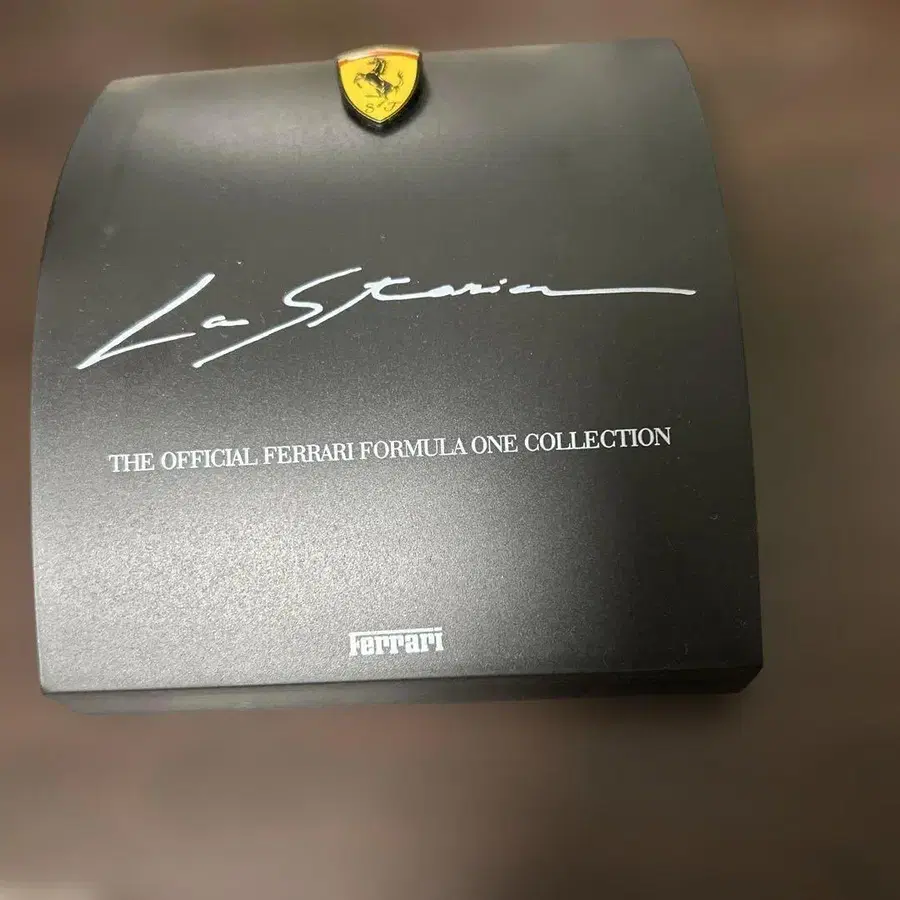 S F
La Storia
THE OFFICIAL FERRARI FORMULA ONE COLLECTION
Ferrari